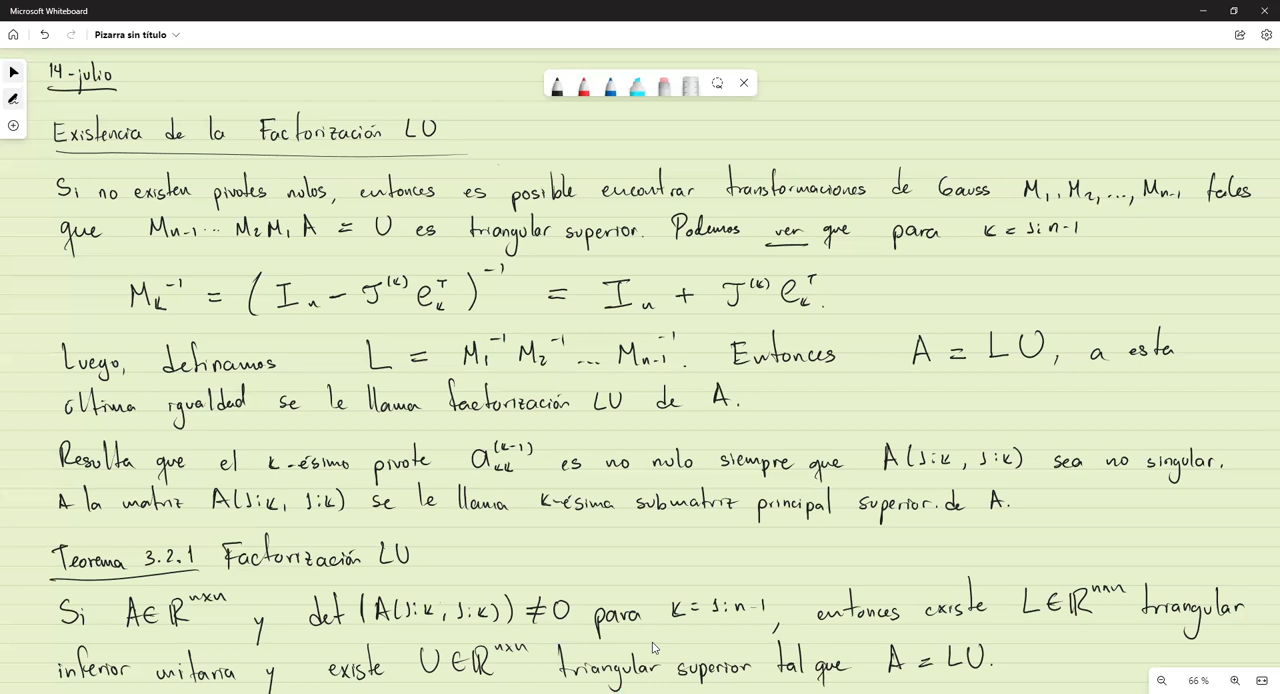 Microsoft Whiteboard
Pizarra sin título
14-julio
Existencia de la Factorización LU
Si no existen pivotes nulos, entonces es posible encontrar transformaciones de Gauss M₁, M₂, ..., Mₙ₋₁ tales
que Mₙ₋₁ ... M₂ M₁ A = U es triangular superior. Podemos ver que para k = 1:n-1
Mₖ⁻¹ = (Iₙ - τ⁽ᵏ⁾ eₖᵀ)⁻¹ = Iₙ + τ⁽ᵏ⁾ eₖᵀ.
Luego, definamos L = M₁⁻¹ M₂⁻¹ ... Mₙ₋₁⁻¹. Entonces A = LU, a esta
última igualdad se le llama factorización LU de A.
Resulta que el k-ésimo pivote aₖₖ⁽ᵏ⁻¹⁾ es no nulo siempre que A(1:k, 1:k) sea no singular.
A la matriz A(1:k, 1:k) se le llama k-ésima submatriz principal superior de A.
Teorema 3.2.1 Factorización LU
Si A∈ℝⁿˣⁿ y det(A(1:k, 1:k)) ≠ 0 para k = 1:n-1, entonces existe L∈ℝⁿˣⁿ triangular
inferior unitaria y existe U∈ℝⁿˣⁿ triangular superior tal que A = LU.
66 %